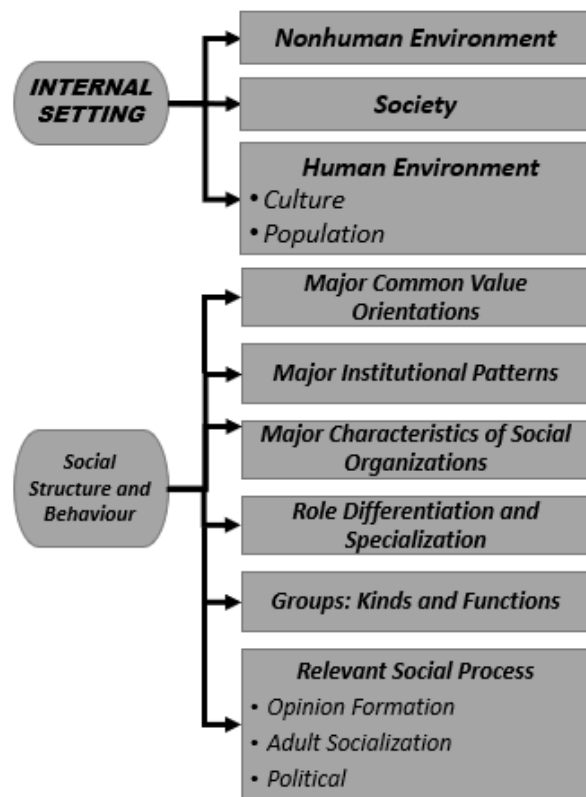 INTERNAL
SETTING
Nonhuman Environment
Society
Human Environment
• Culture
• Population
Social
Structure and
Behaviour
Major Common Value
Orientations
Major Institutional Patterns
Major Characteristics of Social
Organizations
Role Differentiation and
Specialization
Groups: Kinds and Functions
Relevant Social Process
• Opinion Formation
• Adult Socialization
• Political